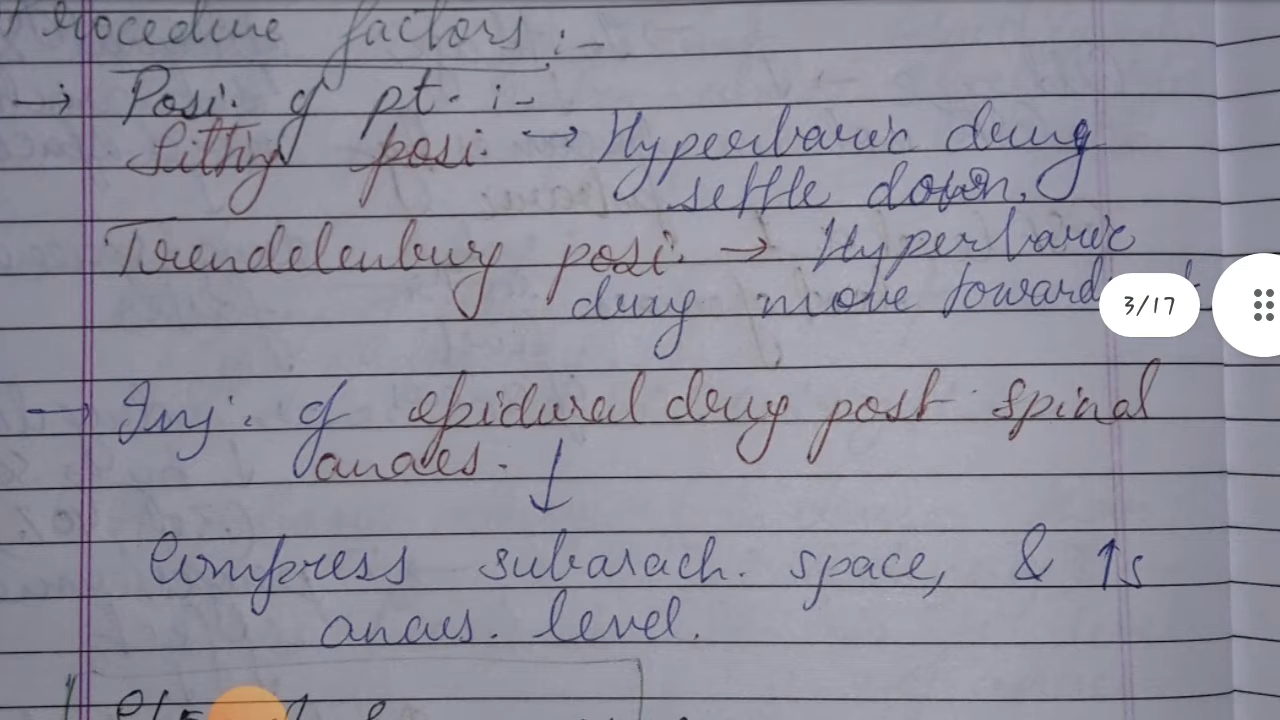 Procedure factors :-
→ Posi. of pt. :-
Sitting posi. → Hyperbaric drug
settle down.
Trendelenburg posi. → Hyperbaric
drug move toward
3/17
→ Inj. of epidural drug post spinal
anaes.
↓
Compress subarach. space, & ↑s
anaes. level.